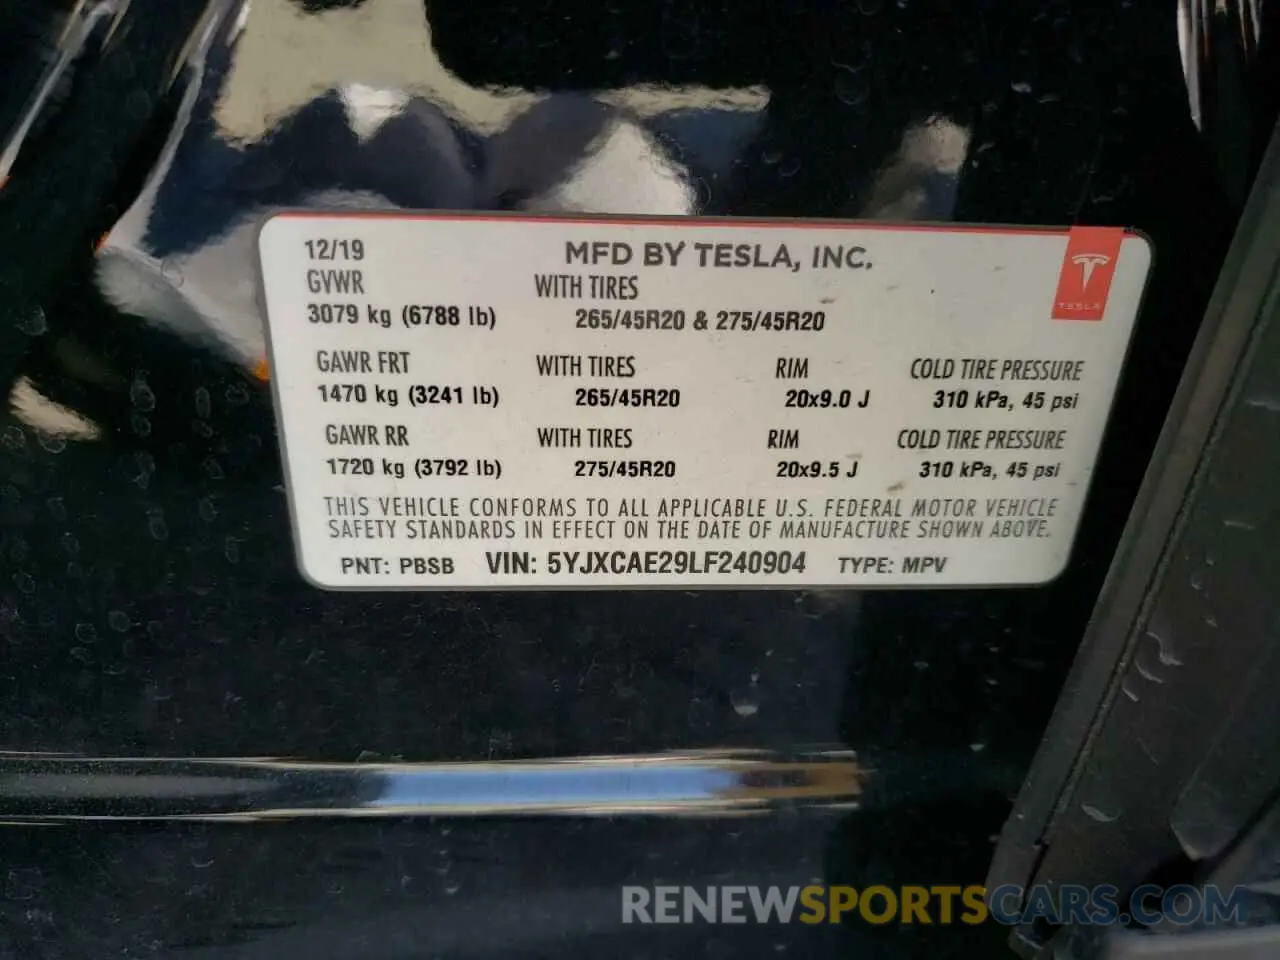 12/19 MFD BY TESLA, INC.
GVWR WITH TIRES
3079 kg (6788 lb) 265/45R20 & 275/45R20
TESLA
GAWR FRT WITH TIRES RIM COLD TIRE PRESSURE
1470 kg (3241 lb) 265/45R20 20x9.0 J 310 kPa, 45 psi
GAWR RR WITH TIRES RIM COLD TIRE PRESSURE
1720 kg (3792 lb) 275/45R20 20x9.5 J 310 kPa, 45 psi
THIS VEHICLE CONFORMS TO ALL APPLICABLE U.S. FEDERAL MOTOR VEHICLE
SAFETY STANDARDS IN EFFECT ON THE DATE OF MANUFACTURE SHOWN ABOVE.
PNT: PBSB VIN: 5YJXCAE29LF240904 TYPE: MPV
RENEWSPORTSCARS.COM